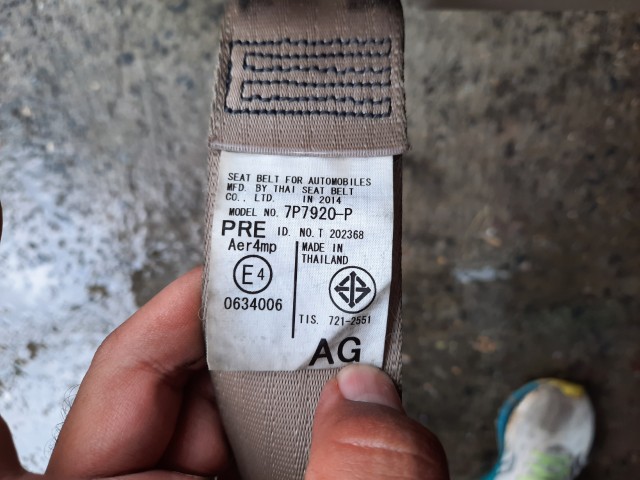 SEAT BELT FOR AUTOMOBILES
MFD. BY THAI SEAT BELT
CO., LTD. IN 2014
MODEL NO. 7P7920-P
PRE ID. NO. T 202368
Aer4mp
E4
0634006
MADE IN
THAILAND
TIS. 721-2551
AG